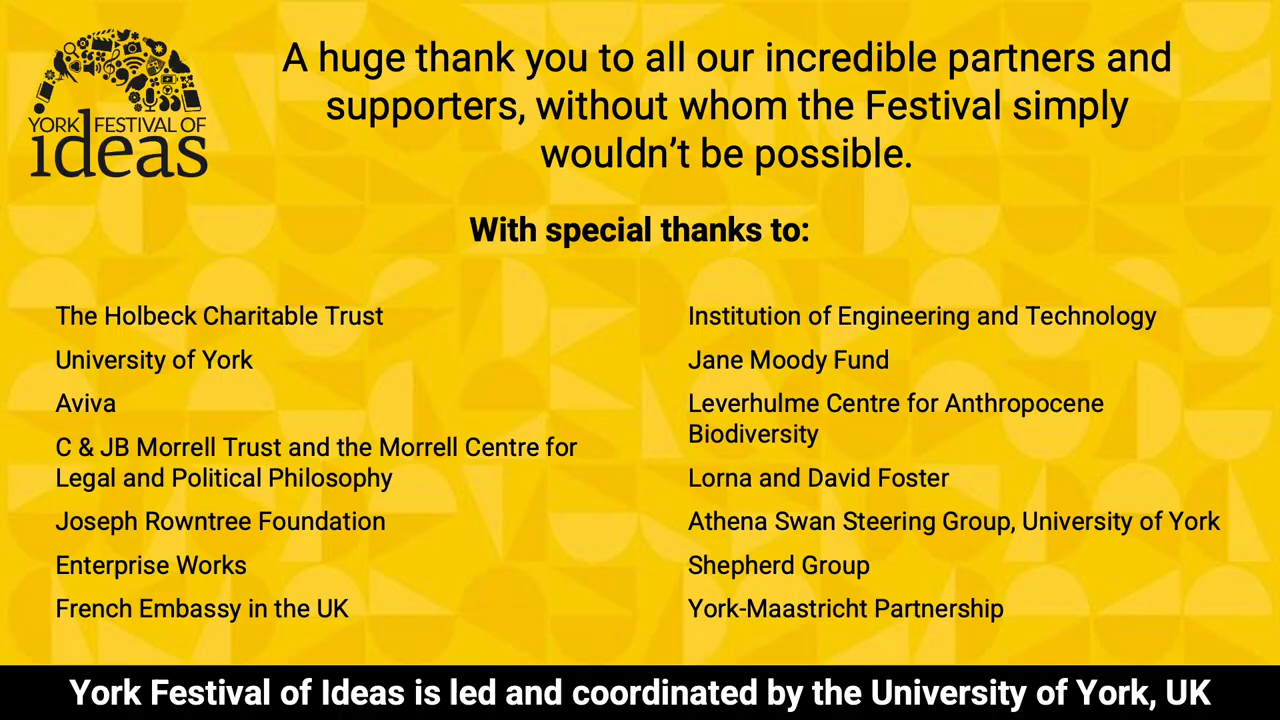 YORK FESTIVAL OF
ideas
A huge thank you to all our incredible partners and
supporters, without whom the Festival simply
wouldn’t be possible.
With special thanks to:
The Holbeck Charitable Trust
University of York
Aviva
C & JB Morrell Trust and the Morrell Centre for
Legal and Political Philosophy
Joseph Rowntree Foundation
Enterprise Works
French Embassy in the UK
Institution of Engineering and Technology
Jane Moody Fund
Leverhulme Centre for Anthropocene
Biodiversity
Lorna and David Foster
Athena Swan Steering Group, University of York
Shepherd Group
York-Maastricht Partnership
York Festival of Ideas is led and coordinated by the University of York, UK